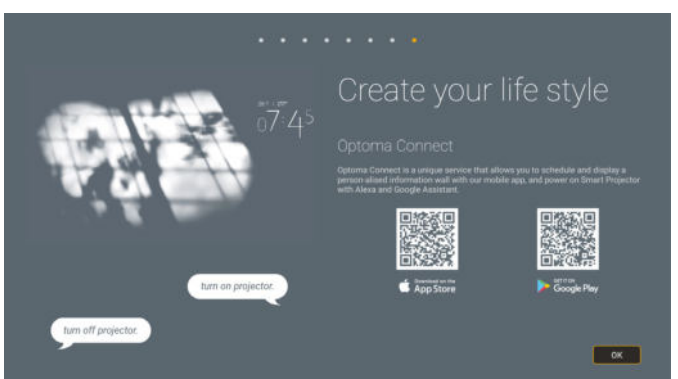 07:45
Create your life style
Optoma Connect
Optoma Connect is a unique service that allows you to schedule and display a
person-alised information wall with our mobile app, and power on Smart Projector
with Alexa and Google Assistant.
Download on the
App Store
GET IT ON
Google Play
turn on projector.
turn off projector.
OK